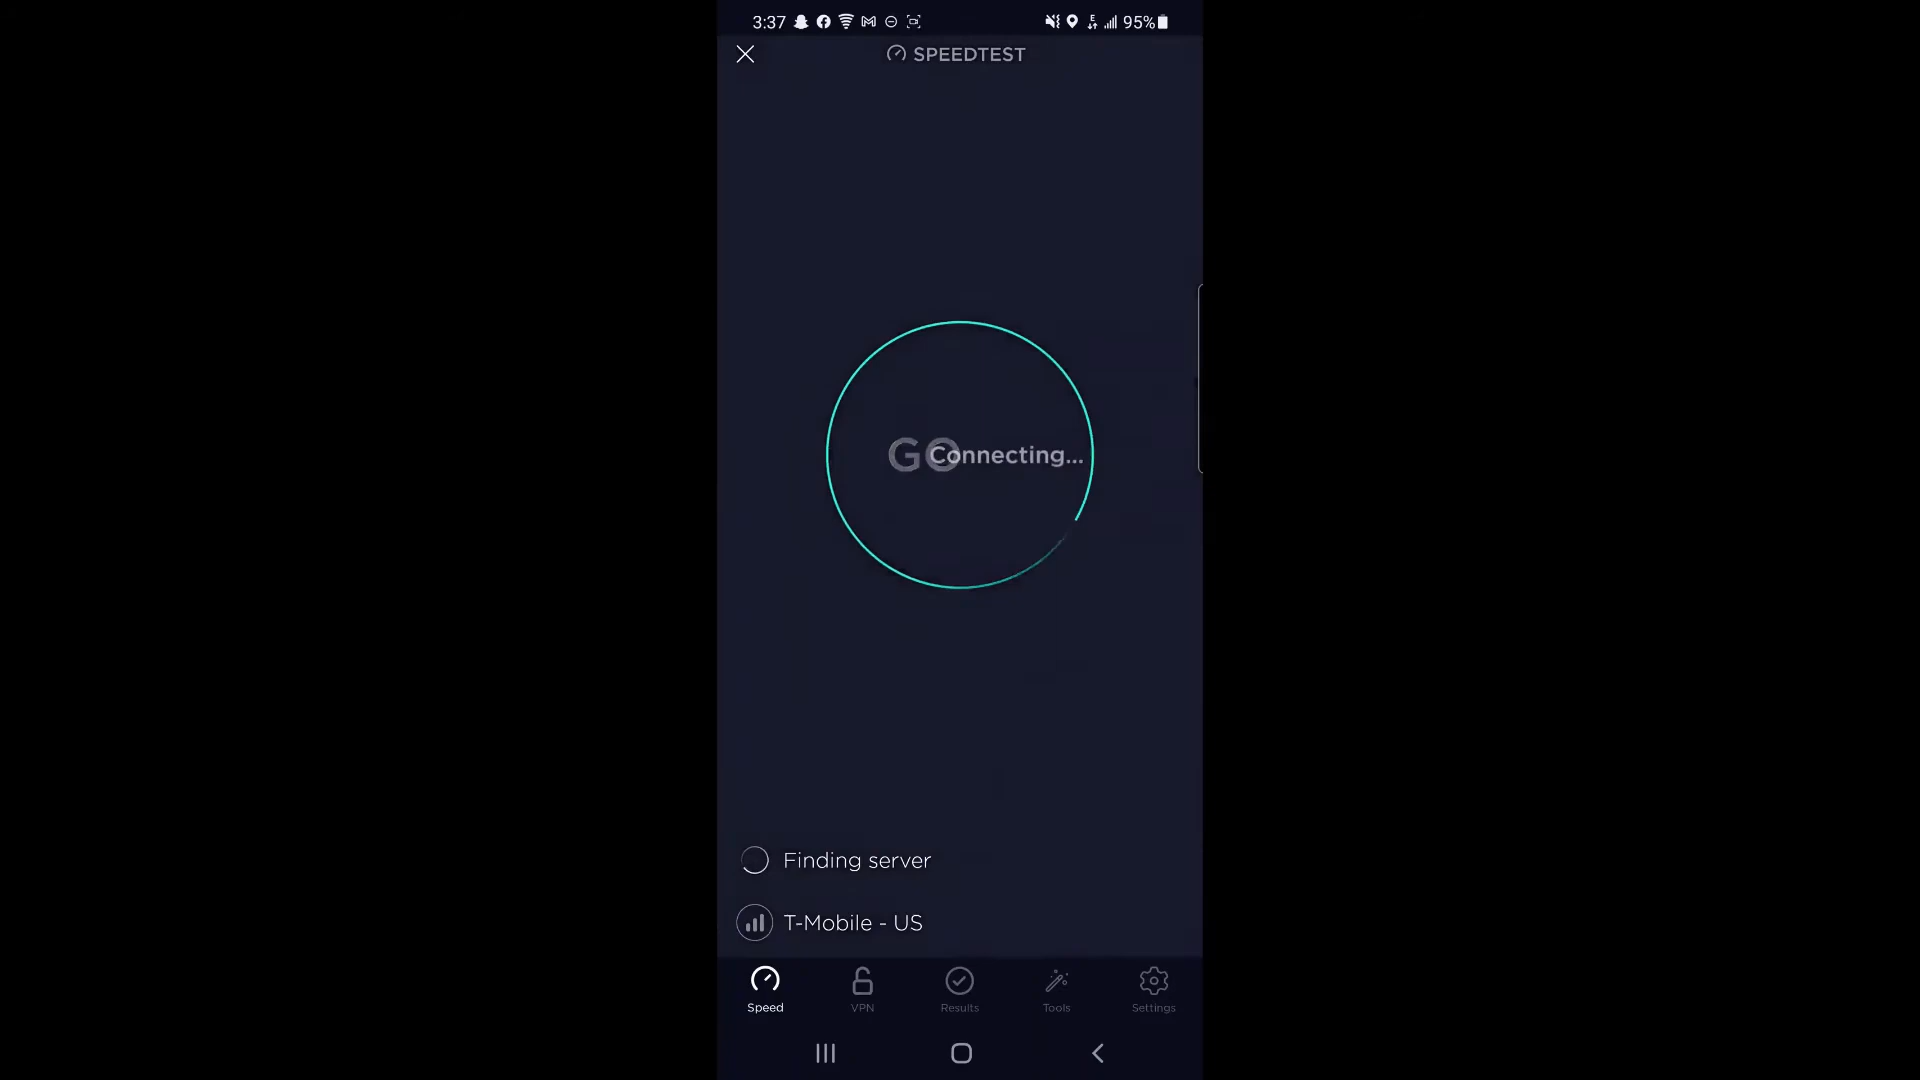 3:37 E 95%
SPEEDTEST
GO Connecting...
Finding server
T-Mobile - US
Speed VPN Results Tools Settings